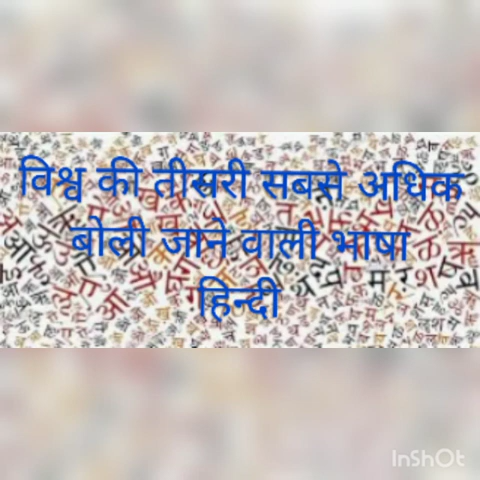 विश्व की तीसरी सबसे अधिक
बोली जाने वाली भाषा
हिन्दी
InShOt